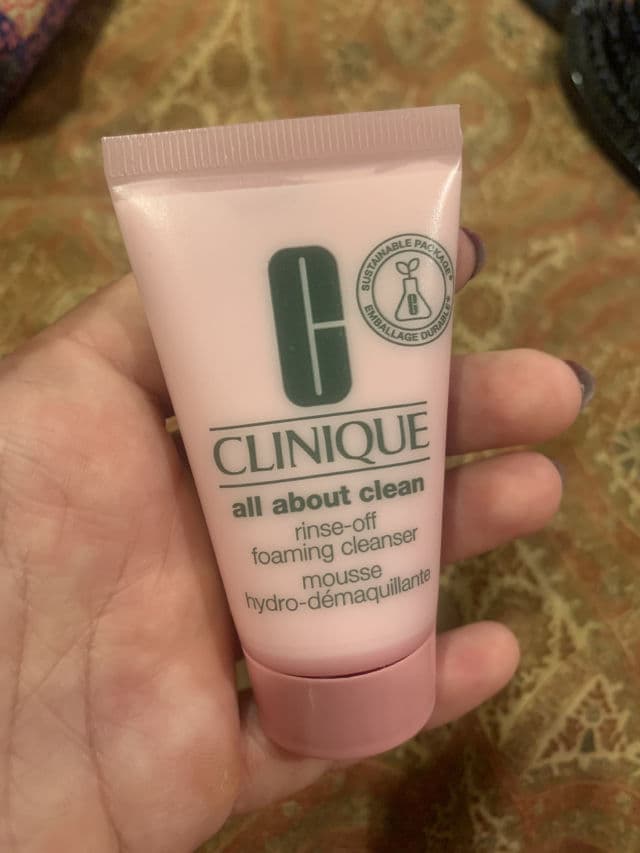 SUSTAINABLE PACKAGE*
EMBALLAGE DURABLE*
CLINIQUE
all about clean
rinse-off
foaming cleanser
mousse
hydro-démaquillante